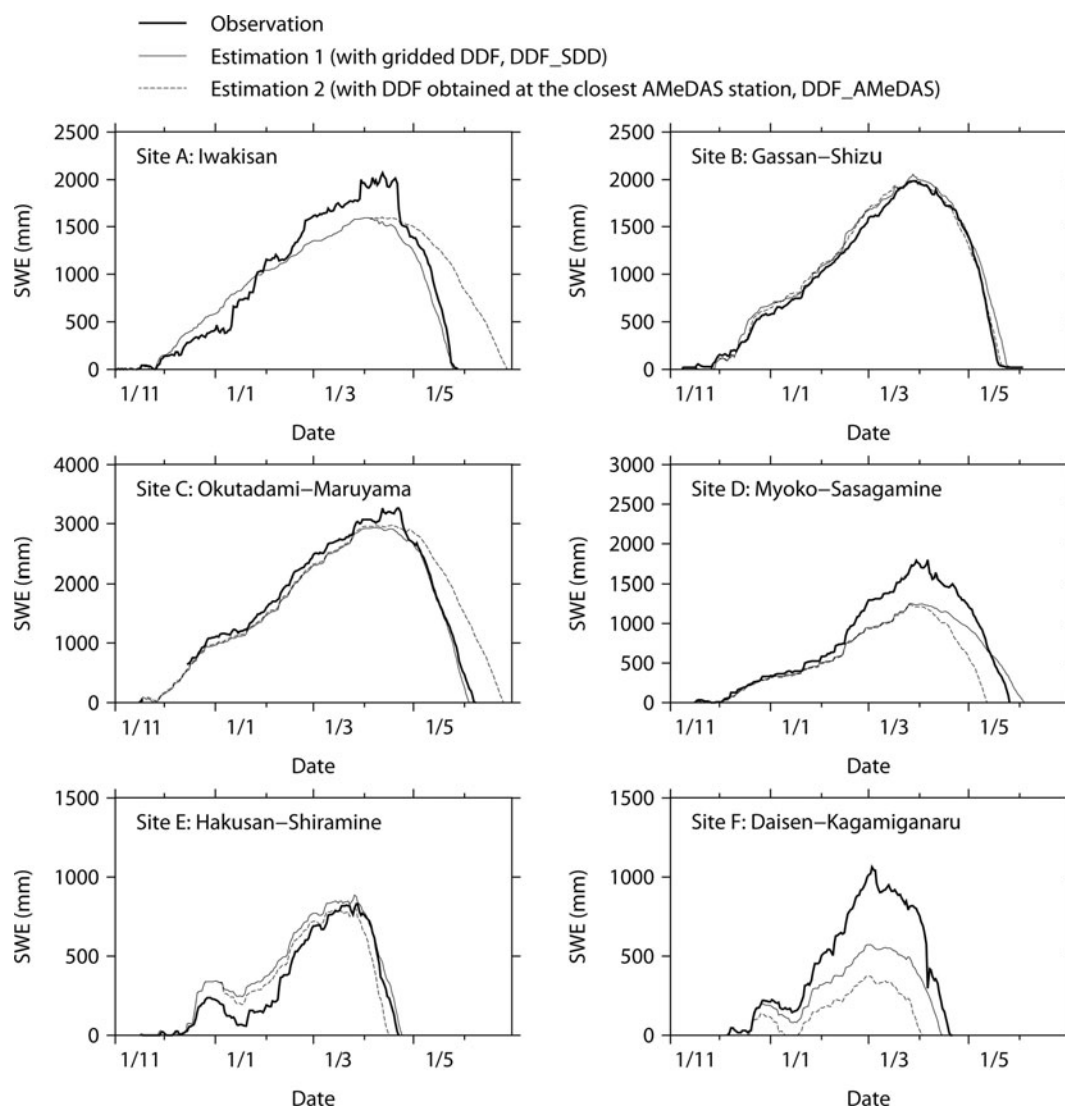 Observation
Estimation 1 (with gridded DDF, DDF_SDD)
Estimation 2 (with DDF obtained at the closest AMeDAS station, DDF_AMeDAS)
Site A: Iwakisan
SWE (mm)
2500
2000
1500
1000
500
0
1/11
1/1
1/3
1/5
Date
Site B: Gassan−Shizu
SWE (mm)
2500
2000
1500
1000
500
0
1/11
1/1
1/3
1/5
Date
Site C: Okutadami−Maruyama
SWE (mm)
4000
3000
2000
1000
0
1/11
1/1
1/3
1/5
Date
Site D: Myoko−Sasagamine
SWE (mm)
3000
2500
2000
1500
1000
500
0
1/11
1/1
1/3
1/5
Date
Site E: Hakusan−Shiramine
SWE (mm)
1500
1000
500
0
1/11
1/1
1/3
1/5
Date
Site F: Daisen−Kagamiganaru
SWE (mm)
1500
1000
500
0
1/11
1/1
1/3
1/5
Date